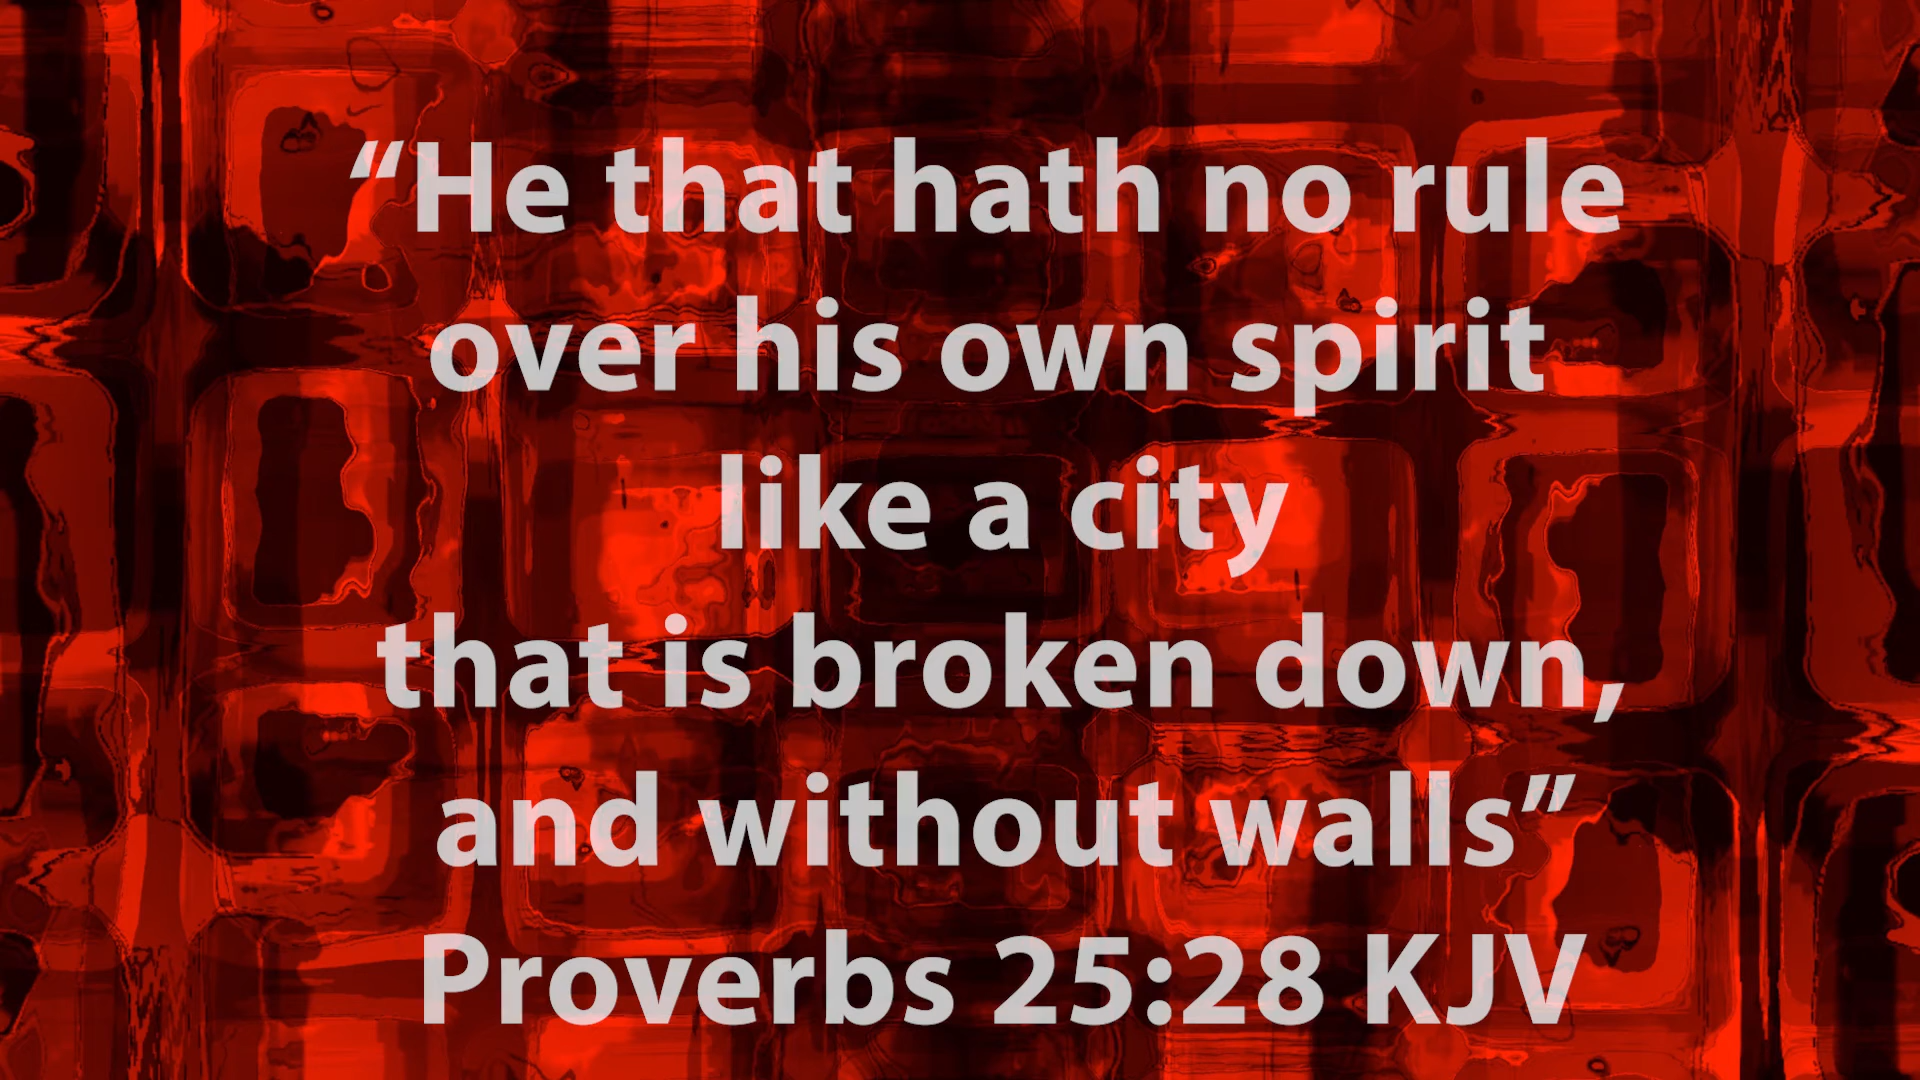 “He that hath no rule
over his own spirit
like a city
that is broken down,
and without walls”
Proverbs 25:28 KJV